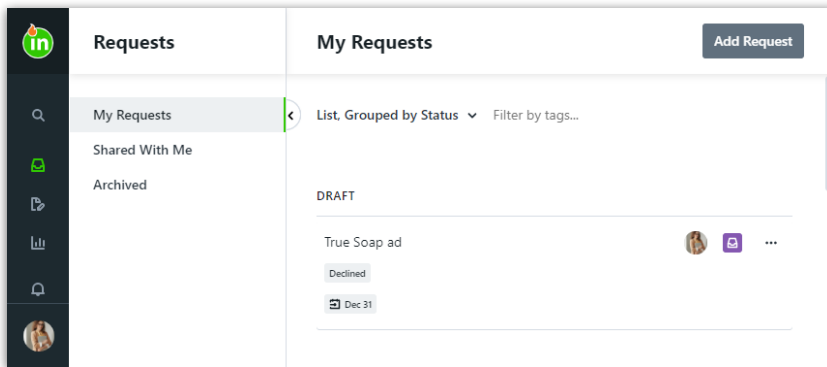 in
Requests
My Requests
Add Request
My Requests
Shared With Me
Archived
List, Grouped by Status
Filter by tags...
DRAFT
True Soap ad
Declined
Dec 31